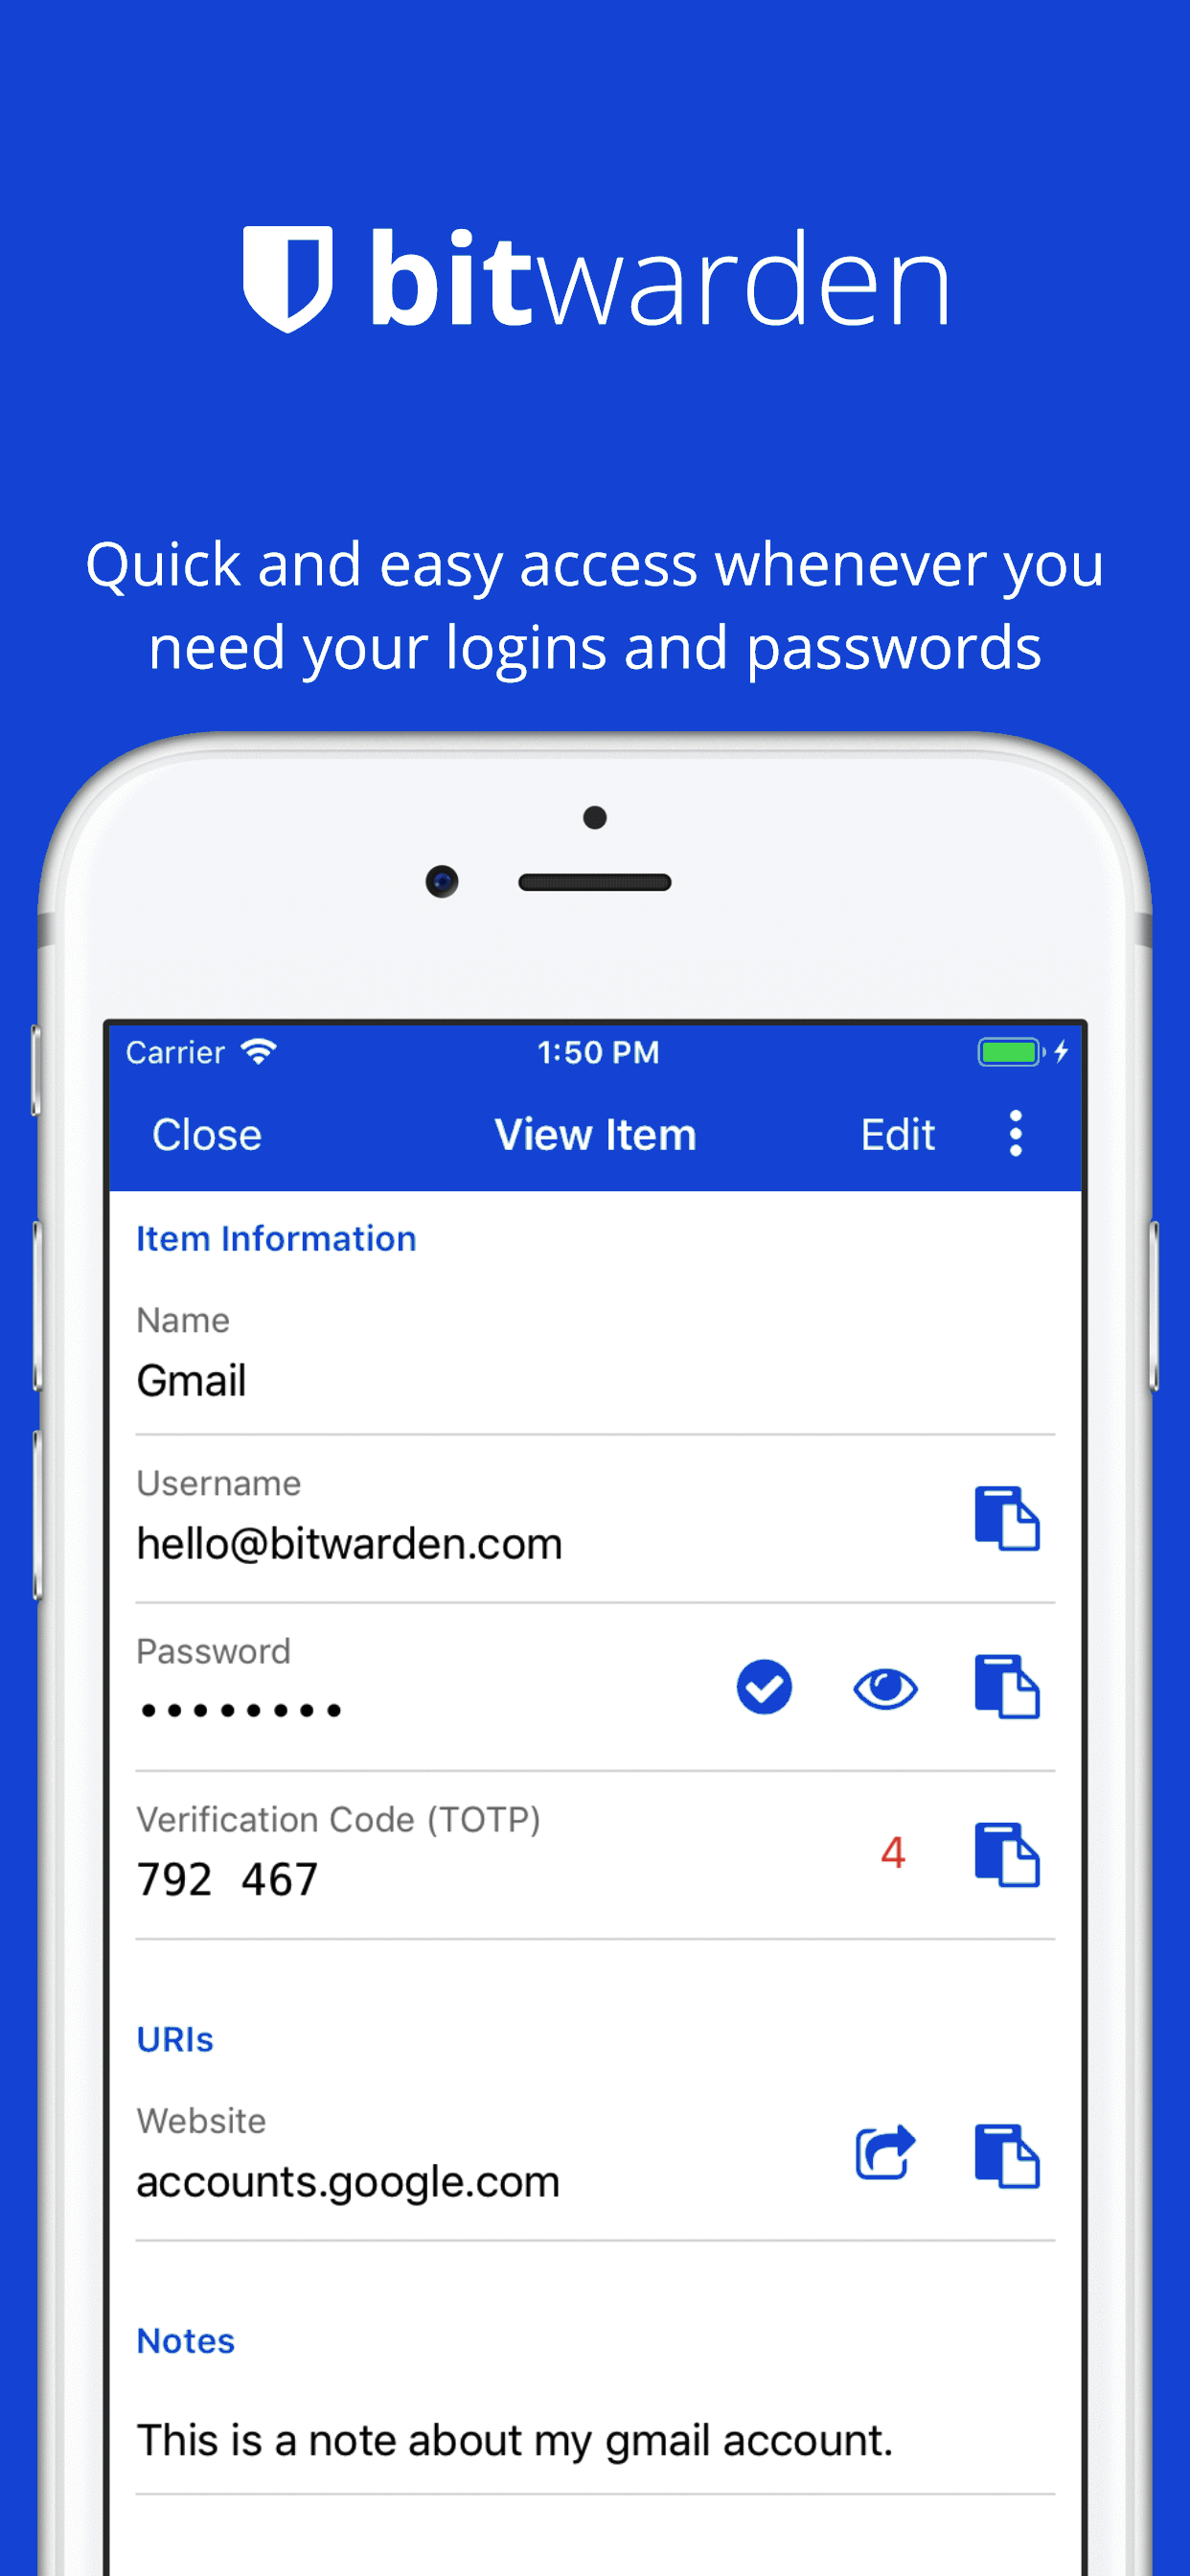 bitwarden
Quick and easy access whenever you
need your logins and passwords
Carrier 1:50 PM
Close View Item Edit
Item Information
Name
Gmail
Username
hello@bitwarden.com
Password
••••••••
Verification Code (TOTP)
792 467 4
URIs
Website
accounts.google.com
Notes
This is a note about my gmail account.